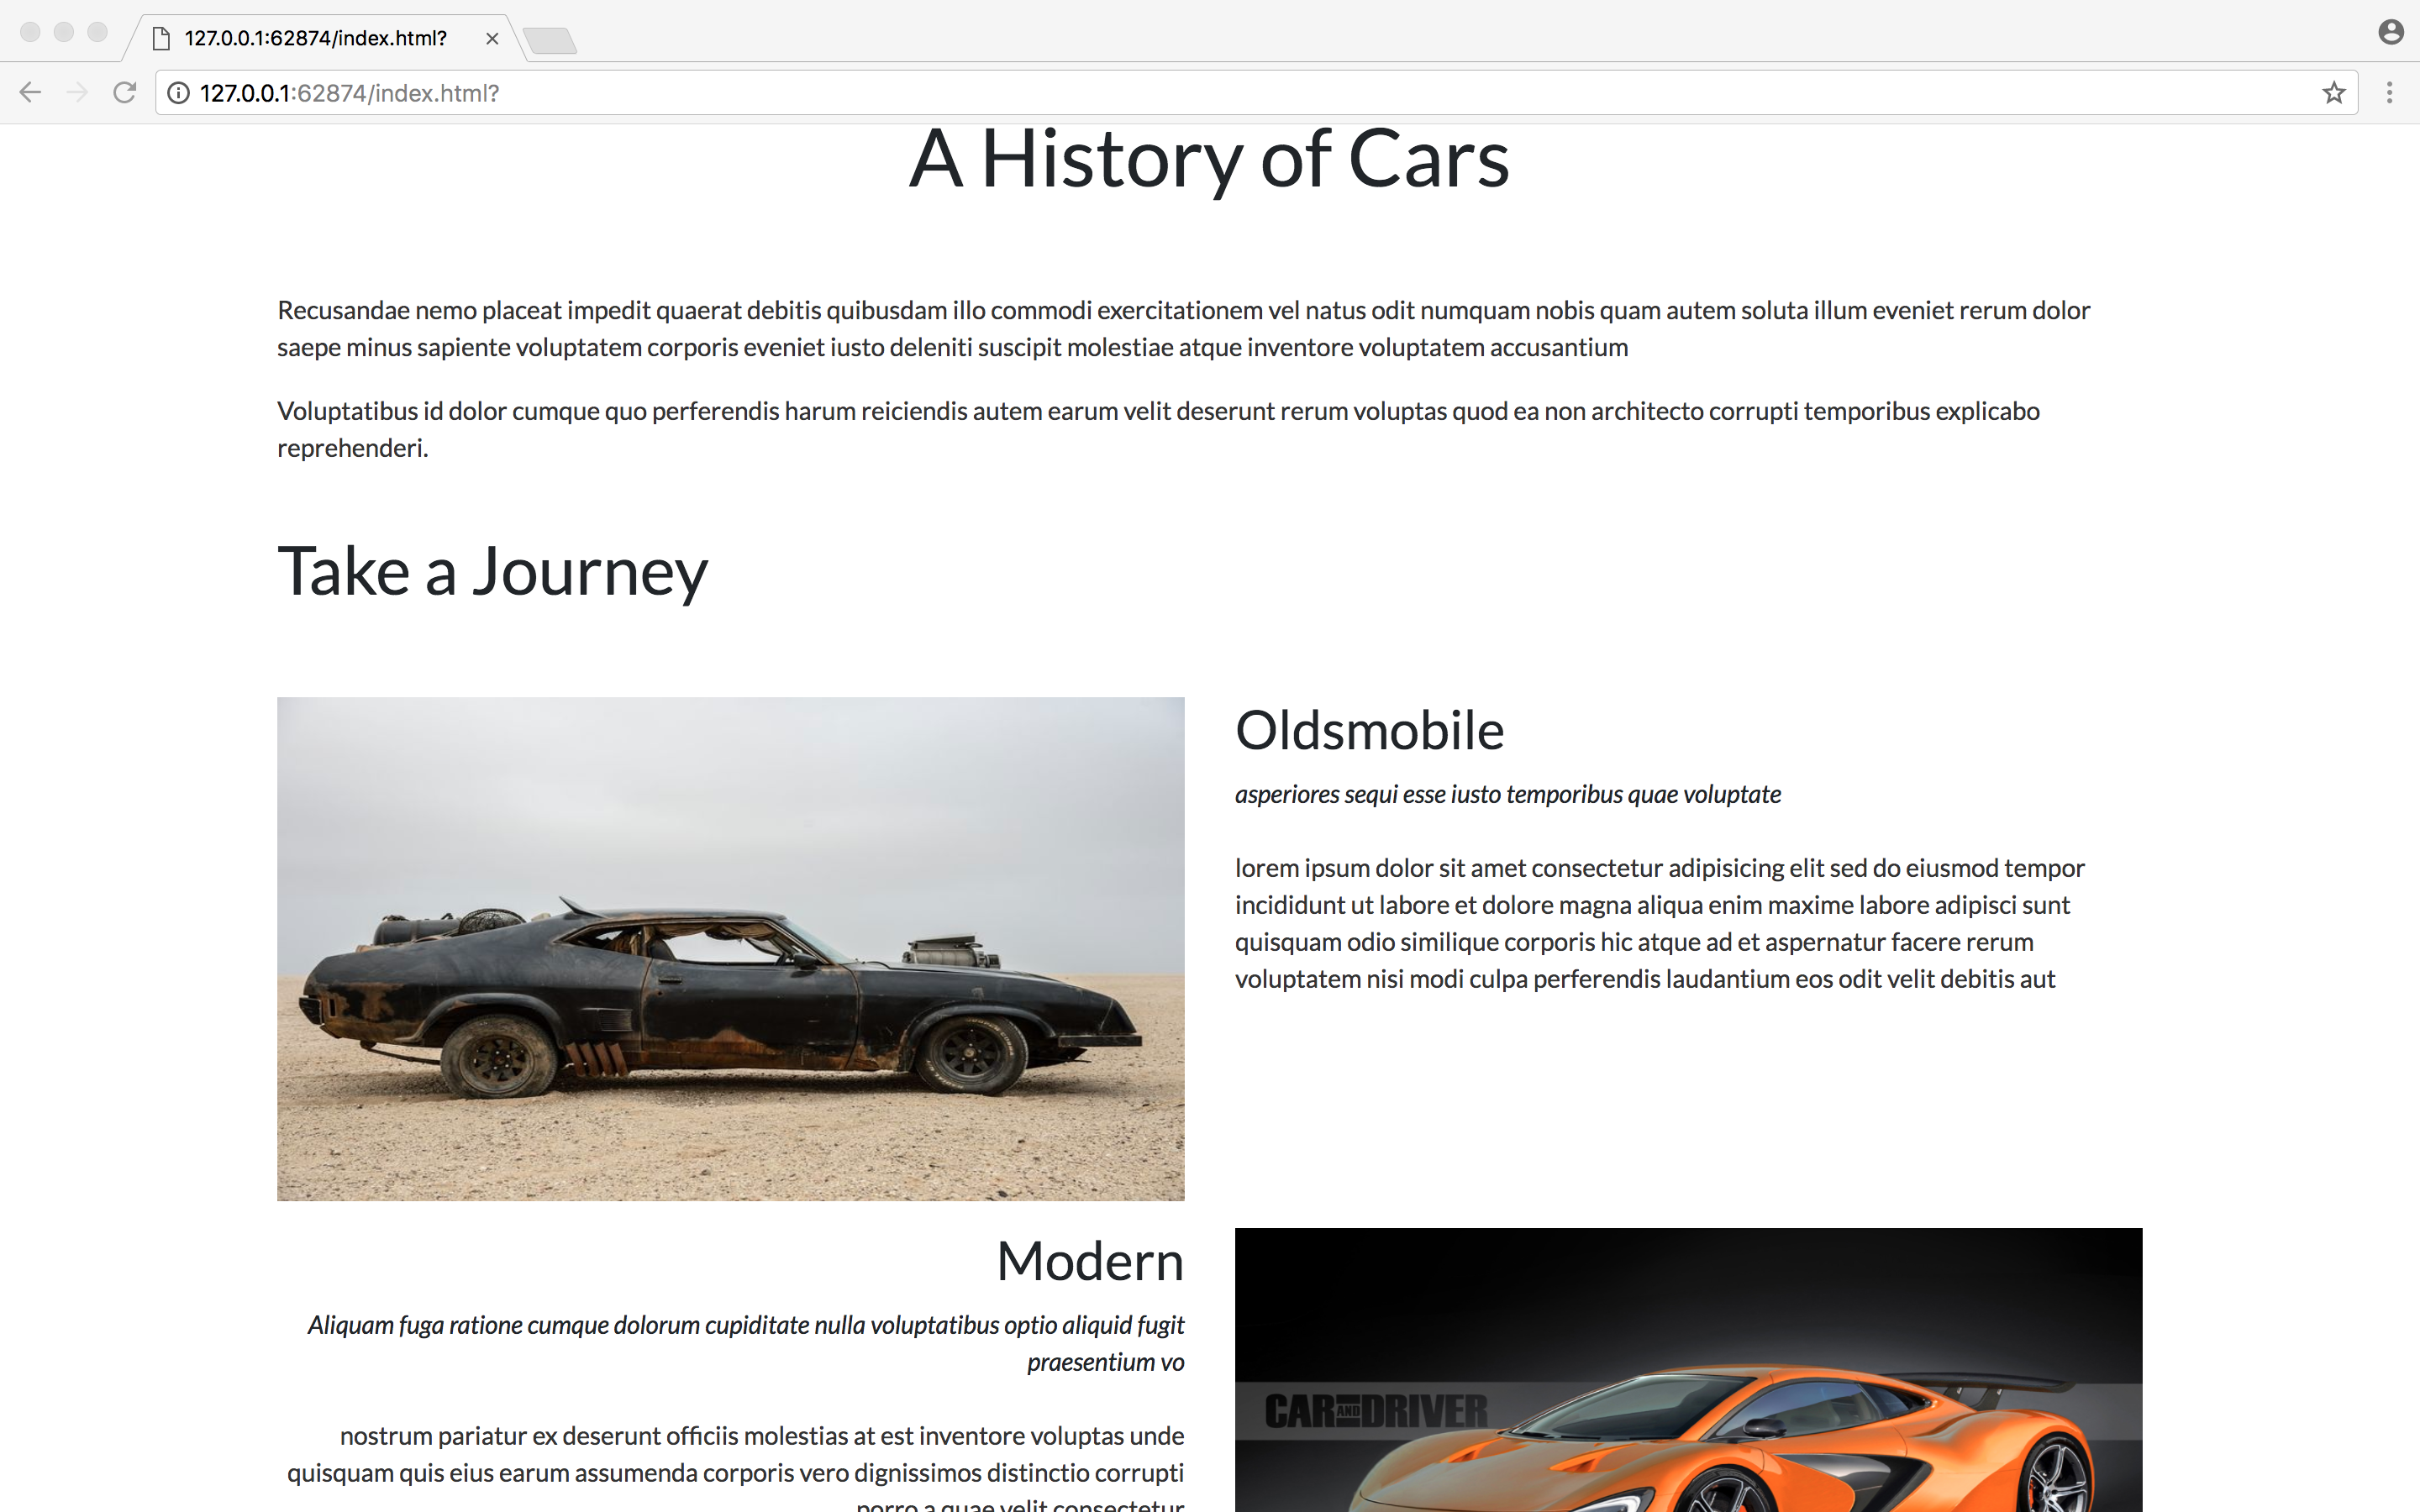 127.0.0.1:62874/index.html?
127.0.0.1:62874/index.html?
A History of Cars
Recusandae nemo placeat impedit quaerat debitis quibusdam illo commodi exercitationem vel natus odit numquam nobis quam autem soluta illum eveniet rerum dolor
saepe minus sapiente voluptatem corporis eveniet iusto deleniti suscipit molestiae atque inventore voluptatem accusantium
Voluptatibus id dolor cumque quo perferendis harum reiciendis autem earum velit deserunt rerum voluptas quod ea non architecto corrupti temporibus explicabo
reprehenderi.
Take a Journey
Oldsmobile
asperiores sequi esse iusto temporibus quae voluptate
lorem ipsum dolor sit amet consectetur adipisicing elit sed do eiusmod tempor
incididunt ut labore et dolore magna aliqua enim maxime labore adipisci sunt
quisquam odio similique corporis hic atque ad et aspernatur facere rerum
voluptatem nisi modi culpa perferendis laudantium eos odit velit debitis aut
Modern
Aliquam fuga ratione cumque dolorum cupiditate nulla voluptatibus optio aliquid fugit
praesentium vo
nostrum pariatur ex deserunt officiis molestias at est inventore voluptas unde
quisquam quis eius earum assumenda corporis vero dignissimos distinctio corrupti
porro a quae velit consectetur
CAR AND DRIVER